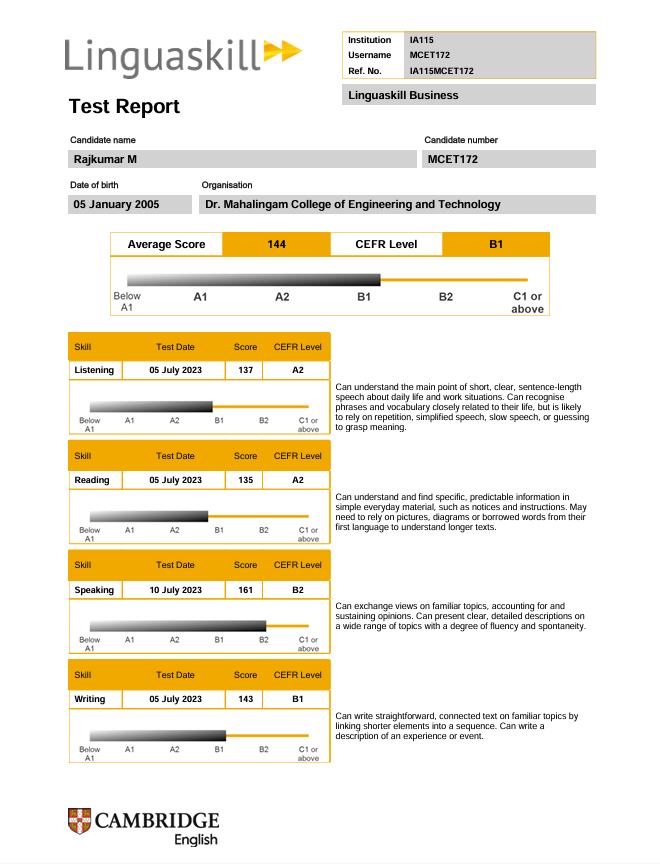 Linguaskill
Institution IA115
Username MCET172
Ref. No. IA115MCET172
Linguaskill Business
Test Report
Candidate name Candidate number
Rajkumar M MCET172
Date of birth Organisation
05 January 2005 Dr. Mahalingam College of Engineering and Technology
Average Score 144 CEFR Level B1
Below A1 A1 A2 B1 B2 C1 or above
Skill Test Date Score CEFR Level
Listening 05 July 2023 137 A2
Below A1 A1 A2 B1 B2 C1 or above
Can understand the main point of short, clear, sentence-length
speech about daily life and work situations. Can recognise
phrases and vocabulary closely related to their life, but is likely
to rely on repetition, simplified speech, slow speech, or guessing
to grasp meaning.
Skill Test Date Score CEFR Level
Reading 05 July 2023 135 A2
Below A1 A1 A2 B1 B2 C1 or above
Can understand and find specific, predictable information in
simple everyday material, such as notices and instructions. May
need to rely on pictures, diagrams or borrowed words from their
first language to understand longer texts.
Skill Test Date Score CEFR Level
Speaking 10 July 2023 161 B2
Below A1 A1 A2 B1 B2 C1 or above
Can exchange views on familiar topics, accounting for and
sustaining opinions. Can present clear, detailed descriptions on
a wide range of topics with a degree of fluency and spontaneity.
Skill Test Date Score CEFR Level
Writing 05 July 2023 143 B1
Below A1 A1 A2 B1 B2 C1 or above
Can write straightforward, connected text on familiar topics by
linking shorter elements into a sequence. Can write a
description of an experience or event.
CAMBRIDGE
English